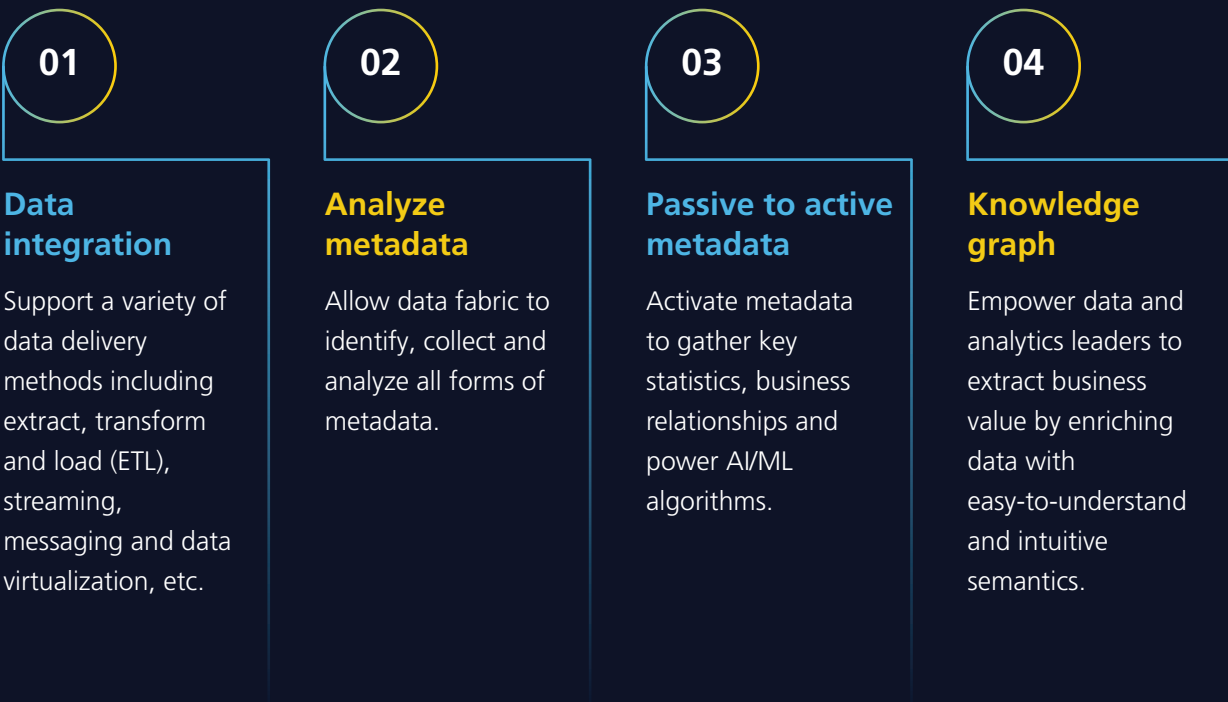 01
Data
integration
Support a variety of
data delivery
methods including
extract, transform
and load (ETL),
streaming,
messaging and data
virtualization, etc.
02
Analyze
metadata
Allow data fabric to
identify, collect and
analyze all forms of
metadata.
03
Passive to active
metadata
Activate metadata
to gather key
statistics, business
relationships and
power AI/ML
algorithms.
04
Knowledge
graph
Empower data and
analytics leaders to
extract business
value by enriching
data with
easy-to-understand
and intuitive
semantics.